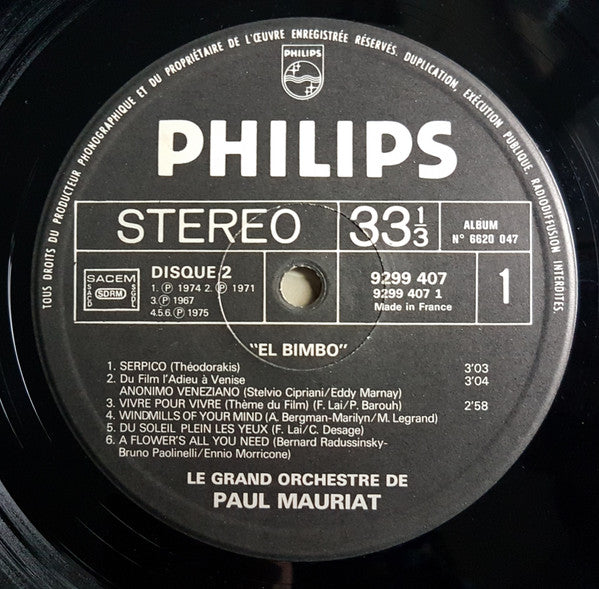 TOUS DROITS DU PRODUCTEUR PHONOGRAPHIQUE ET DU PROPRIÉTAIRE DE L'ŒUVRE ENREGISTRÉE RÉSERVÉS. DUPLICATION, EXÉCUTION PUBLIQUE, RADIODIFFUSION INTERDITES.
PHILIPS
PHILIPS
STEREO
33 1/3
ALBUM
N° 6620 047
SACEM
SACD
SDRM
SGDL
DISQUE 2
1. Ⓟ 1974 2. Ⓟ 1971
3. Ⓟ 1967
4.5.6. Ⓟ 1975
9299 407
9299 407 1
Made in France
1
"EL BIMBO"
1. SERPICO (Théodorakis) 3'03
2. Du Film l'Adieu à Venise 3'04
ANONIMO VENEZIANO (Stelvio Cipriani/Eddy Marnay)
3. VIVRE POUR VIVRE (Thème du Film) (F. Lai/P. Barouh) 2'58
4. WINDMILLS OF YOUR MIND (A. Bergman-Marilyn/M. Legrand)
5. DU SOLEIL PLEIN LES YEUX (F. Lai/C. Desage)
6. A FLOWER'S ALL YOU NEED (Bernard Radussinsky-
Bruno Paolinelli/Ennio Morricone)
LE GRAND ORCHESTRE DE
PAUL MAURIAT